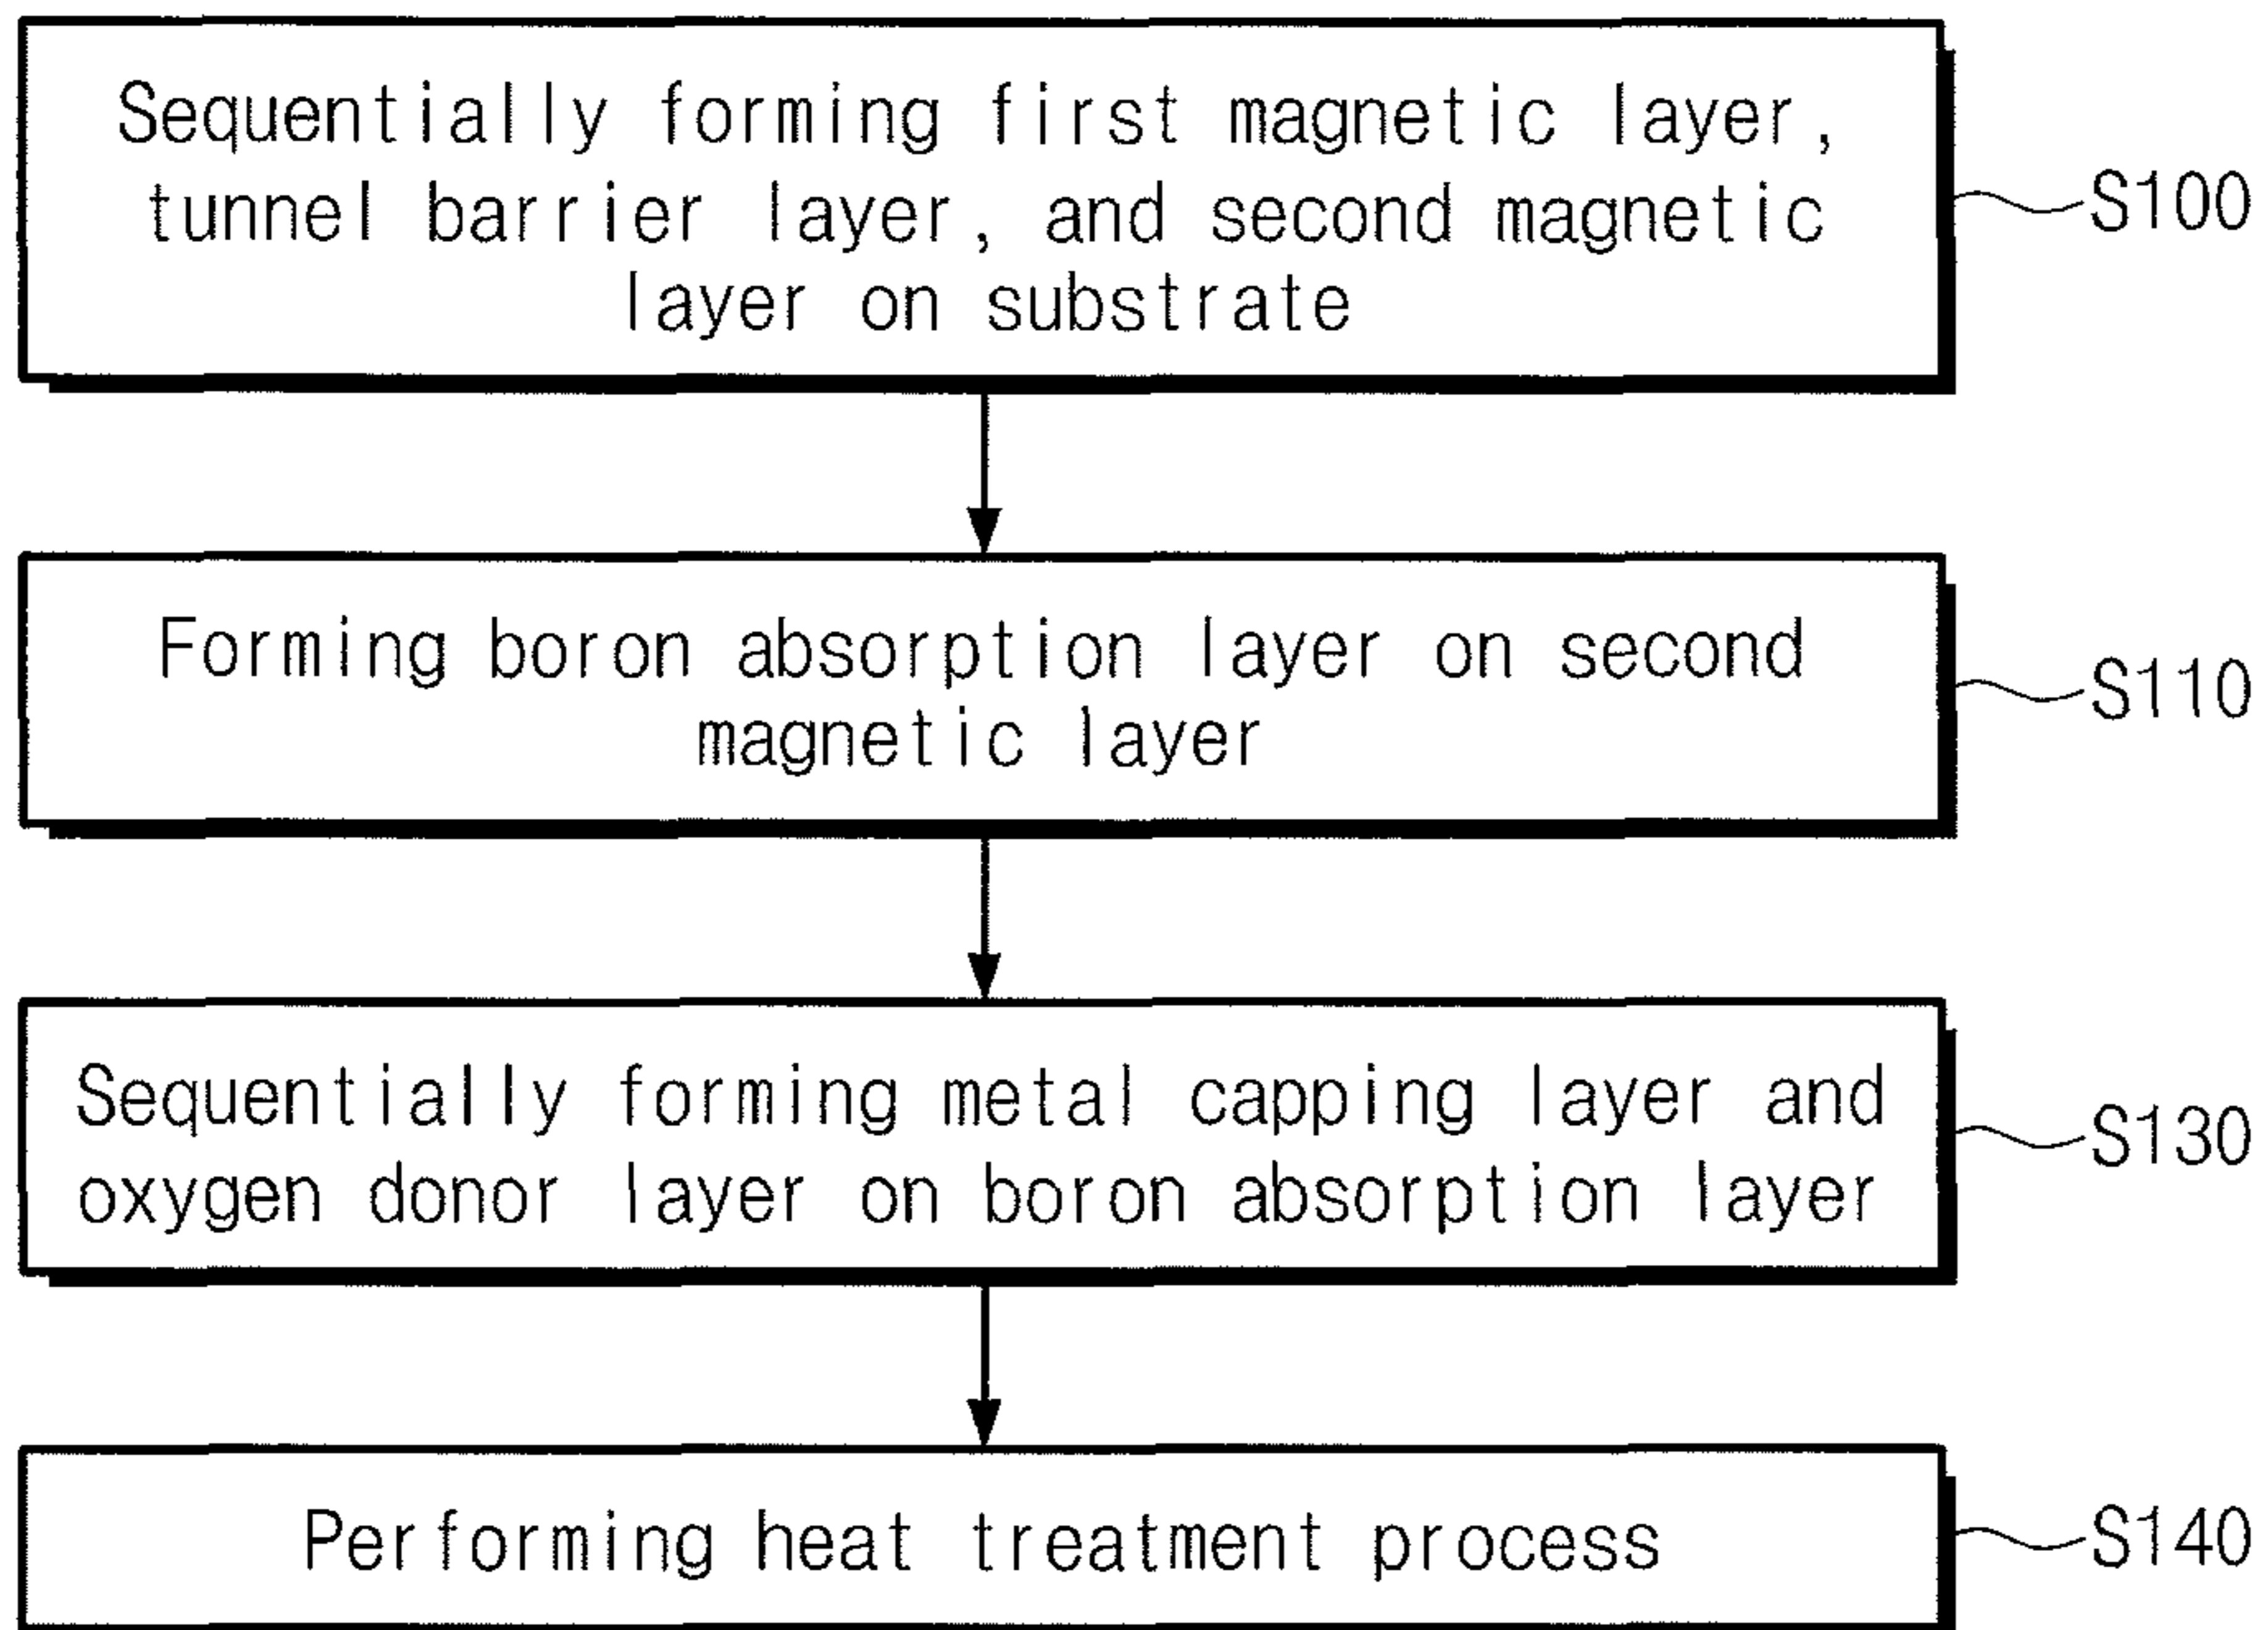 Sequentially forming first magnetic layer,
tunnel barrier layer, and second magnetic
layer on substrate
S100
Forming boron absorption layer on second
magnetic layer
S110
Sequentially forming metal capping layer and
oxygen donor layer on boron absorption layer
S130
Performing heat treatment process
S140